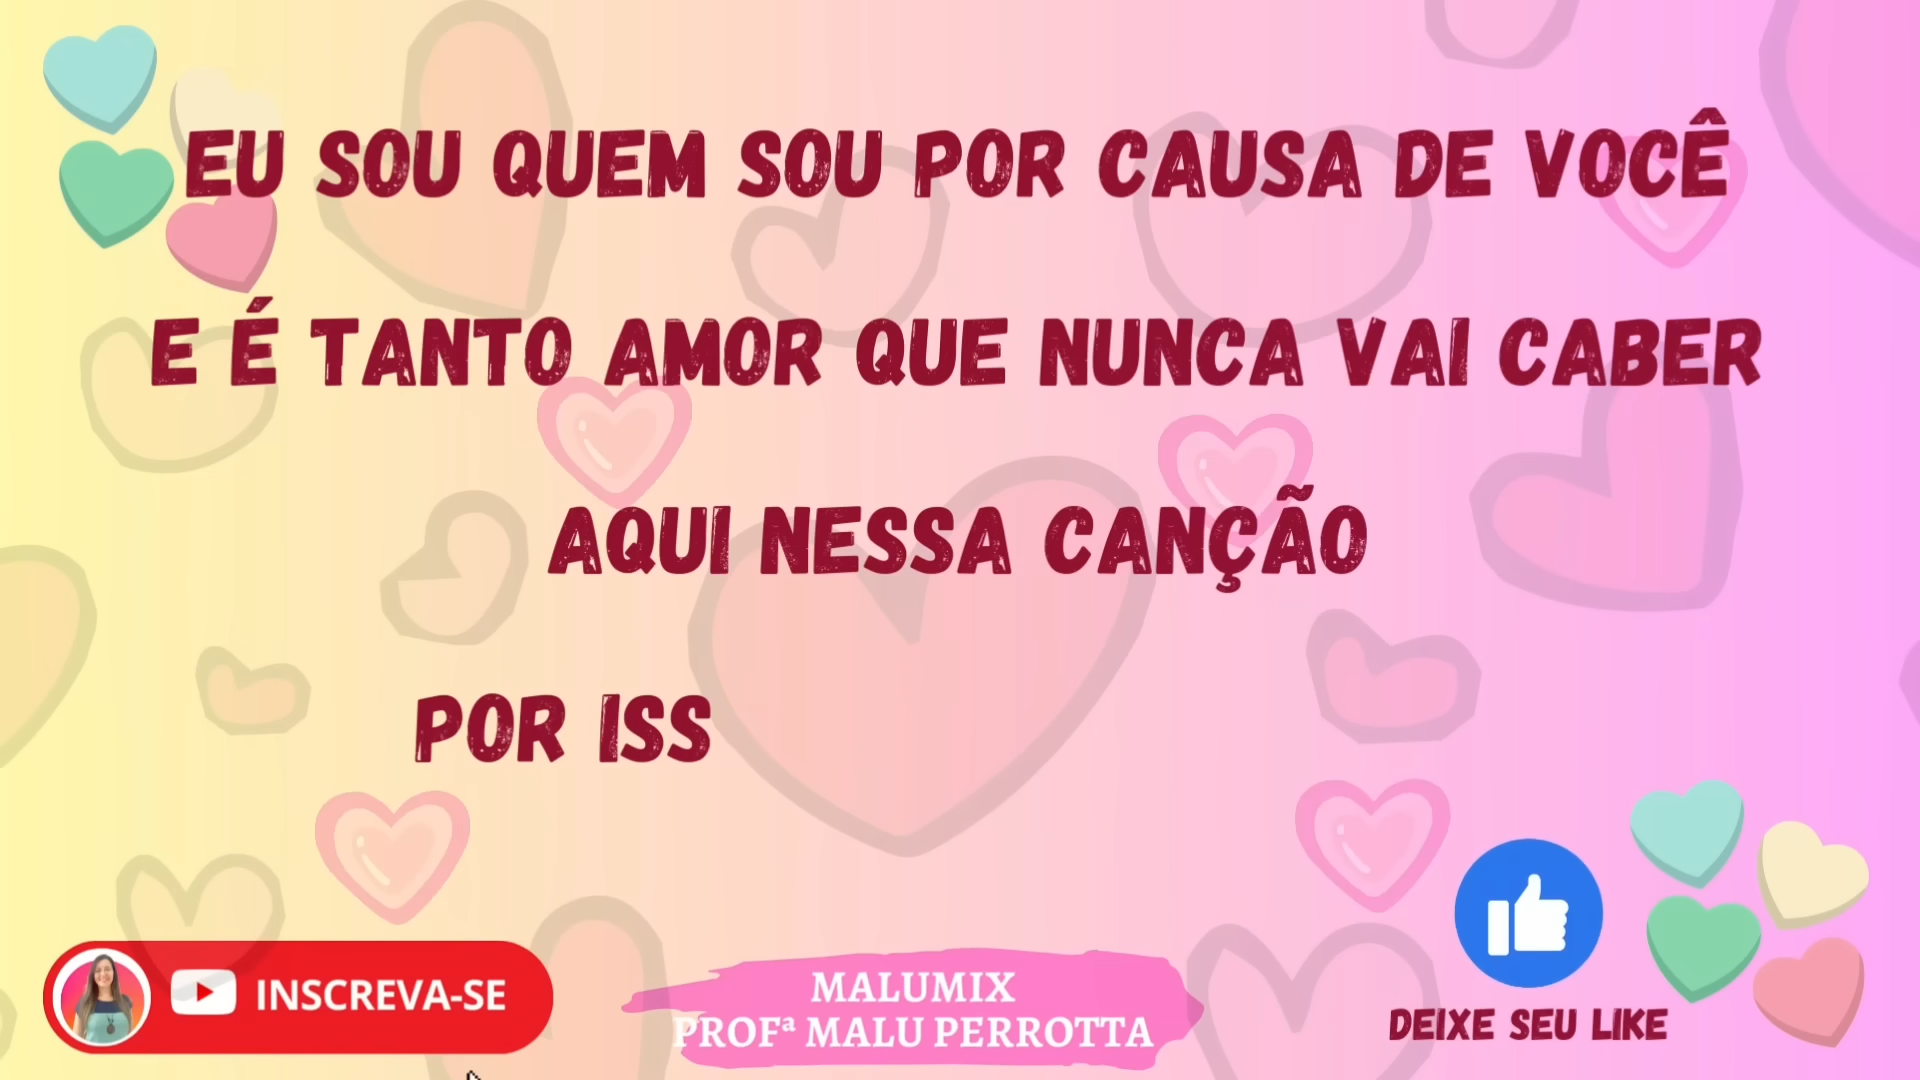 EU SOU QUEM SOU POR CAUSA DE VOCÊ
E É TANTO AMOR QUE NUNCA VAI CABER
AQUI NESSA CANÇÃO
POR ISS
INSCREVA-SE
MALUMIX
PROFª MALU PERROTTA
DEIXE SEU LIKE